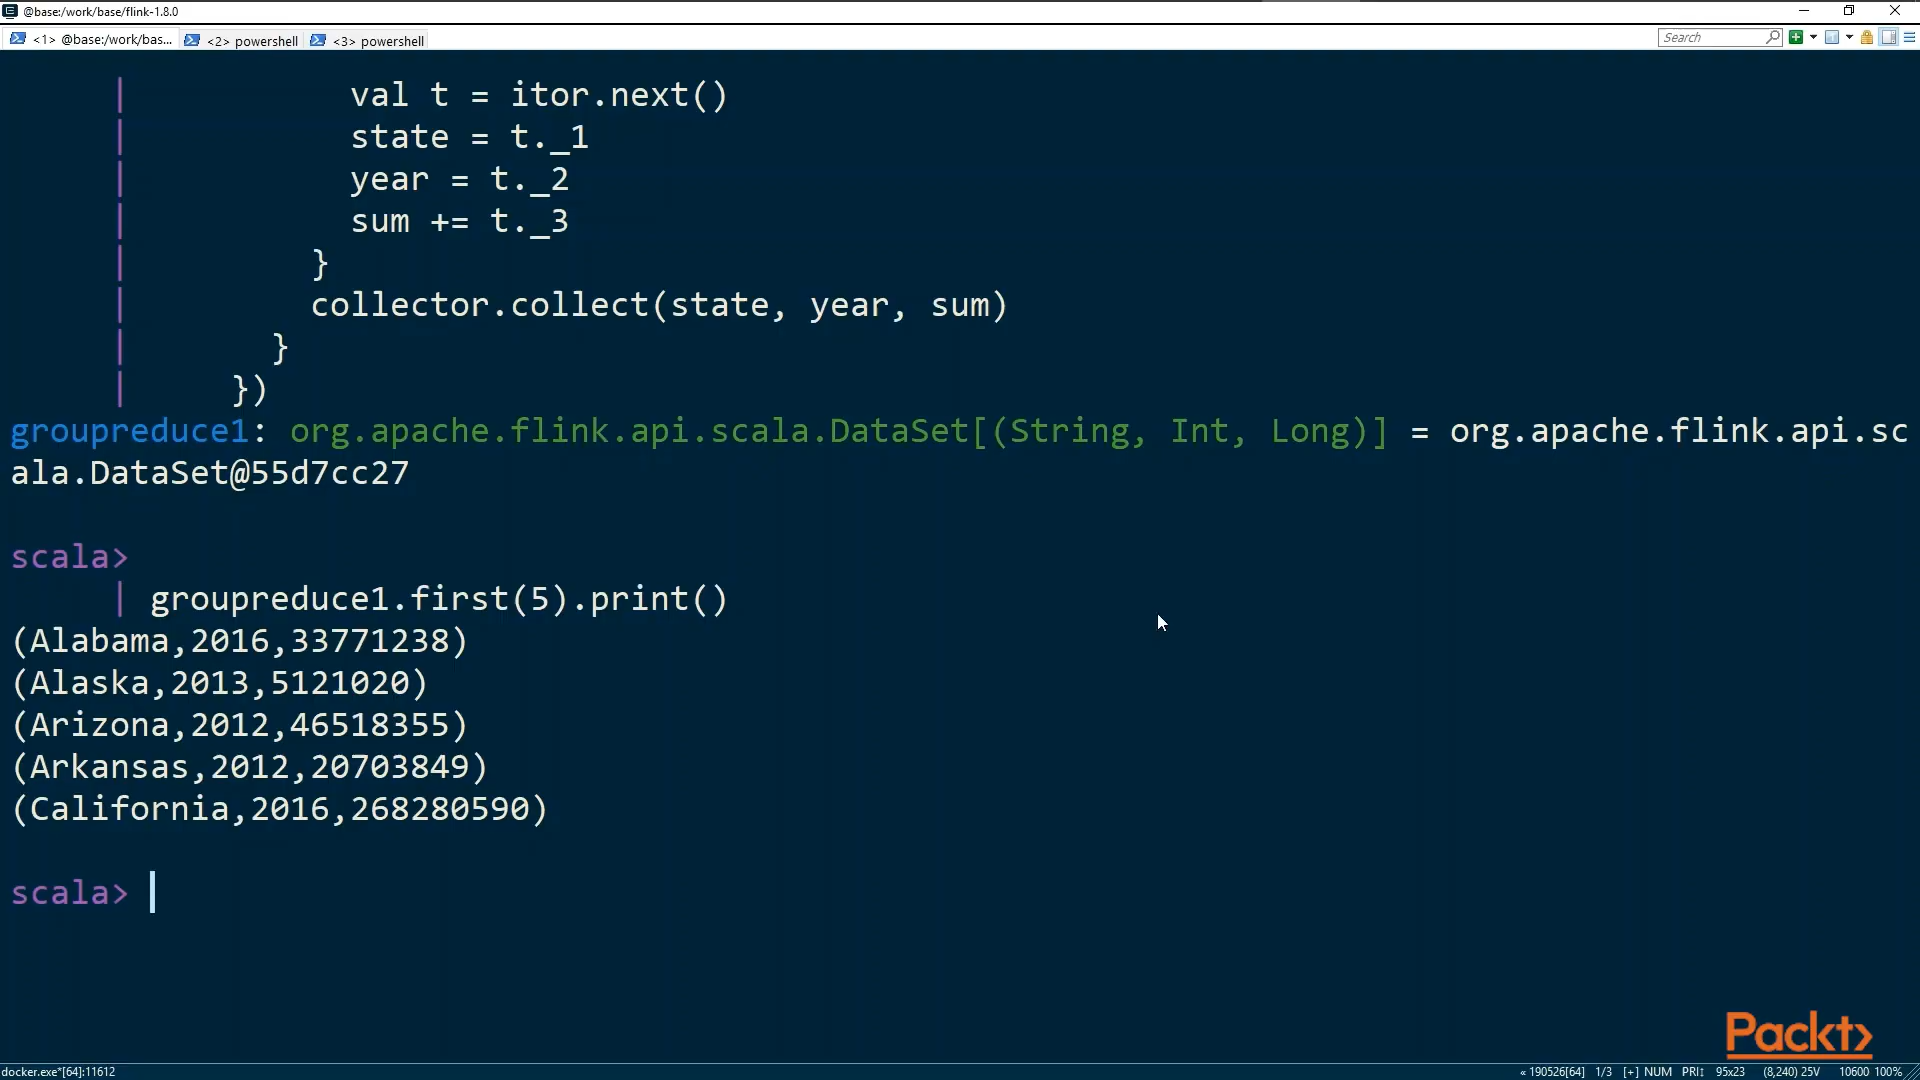 @base:/work/base/flink-1.8.0
<1> @base:/work/bas... <2> powershell <3> powershell Search
| val t = itor.next()
| state = t._1
| year = t._2
| sum += t._3
| }
| collector.collect(state, year, sum)
| }
| })
groupreduce1: org.apache.flink.api.scala.DataSet[(String, Int, Long)] = org.apache.flink.api.sc
ala.DataSet@55d7cc27
scala>
| groupreduce1.first(5).print()
(Alabama,2016,33771238)
(Alaska,2013,5121020)
(Arizona,2012,46518355)
(Arkansas,2012,20703849)
(California,2016,268280590)
scala>
Packt>
docker.exe*[64]:11612 « 190526[64] 1/3 [+] NUM PRI↕ 95x23 (8,240) 25V 10600 100%